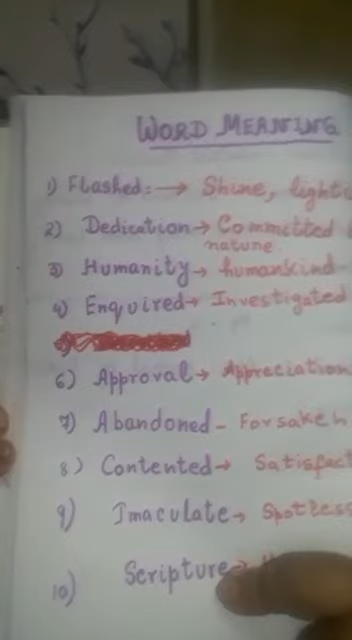 WORD MEANING
1) Flashed:→ Shine,
2) Dedication→ Committed
nature
3) Humanity→ humankind
4) Enquired→ Investigated
6) Approval→ Appreciation
7) Abandoned - Forsaken
8) Contented→
9) Imaculate→ Spotless
10) Scripture→